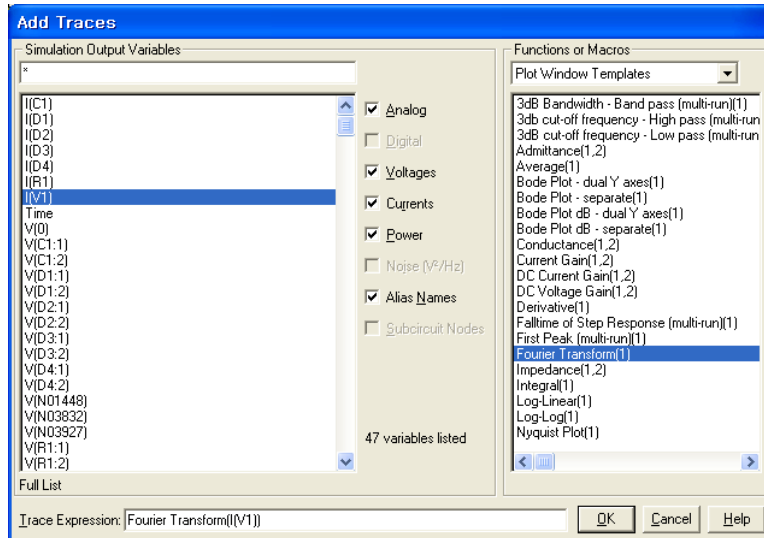 Add Traces
Simulation Output Variables
*
I(C1)
I(D1)
I(D2)
I(D3)
I(D4)
I(R1)
I(V1)
Time
V(0)
V(C1:1)
V(C1:2)
V(D1:1)
V(D1:2)
V(D2:1)
V(D2:2)
V(D3:1)
V(D3:2)
V(D4:1)
V(D4:2)
V(N01448)
V(N03832)
V(N03927)
V(R1:1)
V(R1:2)
Full List
Analog
Digital
Voltages
Currents
Power
Noise (V²/Hz)
Alias Names
Subcircuit Nodes
47 variables listed
Functions or Macros
Plot Window Templates
3dB Bandwidth - Band pass (multi-run)(1)
3db cut-off frequency - High pass (multi-run
3dB cut-off frequency - Low pass (multi-run
Admittance(1,2)
Average(1)
Bode Plot - dual Y axes(1)
Bode Plot - separate(1)
Bode Plot dB - dual Y axes(1)
Bode Plot dB - separate(1)
Conductance(1,2)
Current Gain(1,2)
DC Current Gain(1,2)
DC Voltage Gain(1,2)
Derivative(1)
Falltime of Step Response (multi-run)(1)
First Peak (multi-run)(1)
Fourier Transform(1)
Impedance(1,2)
Integral(1)
Log-Linear(1)
Log-Log(1)
Nyquist Plot(1)
Trace Expression: Fourier Transform(I(V1))
OK Cancel Help